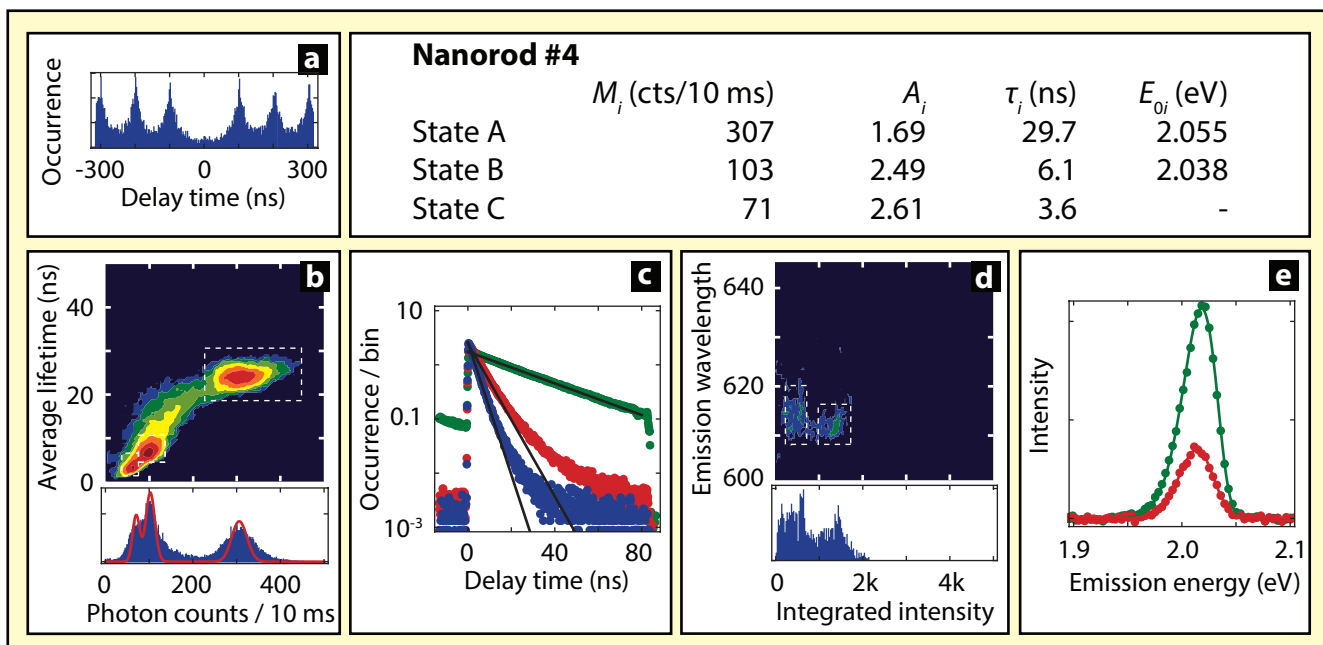 a
Occurrence
-300 0 300
Delay time (ns)
Nanorod #4
M_i (cts/10 ms) A_i τ_i (ns) E_0i (eV)
State A 307 1.69 29.7 2.055
State B 103 2.49 6.1 2.038
State C 71 2.61 3.6 -
b
Average lifetime (ns)
40
20
0
0 200 400
Photon counts / 10 ms
c
Occurrence / bin
10
0.1
10⁻³
0 40 80
Delay time (ns)
d
Emission wavelength
640
620
600
0 2k 4k
Integrated intensity
e
Intensity
1.9 2.0 2.1
Emission energy (eV)